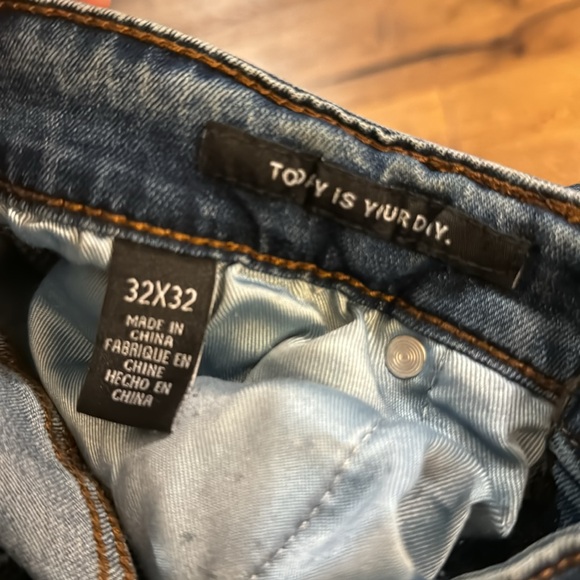 TODAY IS YOUR DAY.
32X32
MADE IN
CHINA
FABRIQUE EN
CHINE
HECHO EN
CHINA